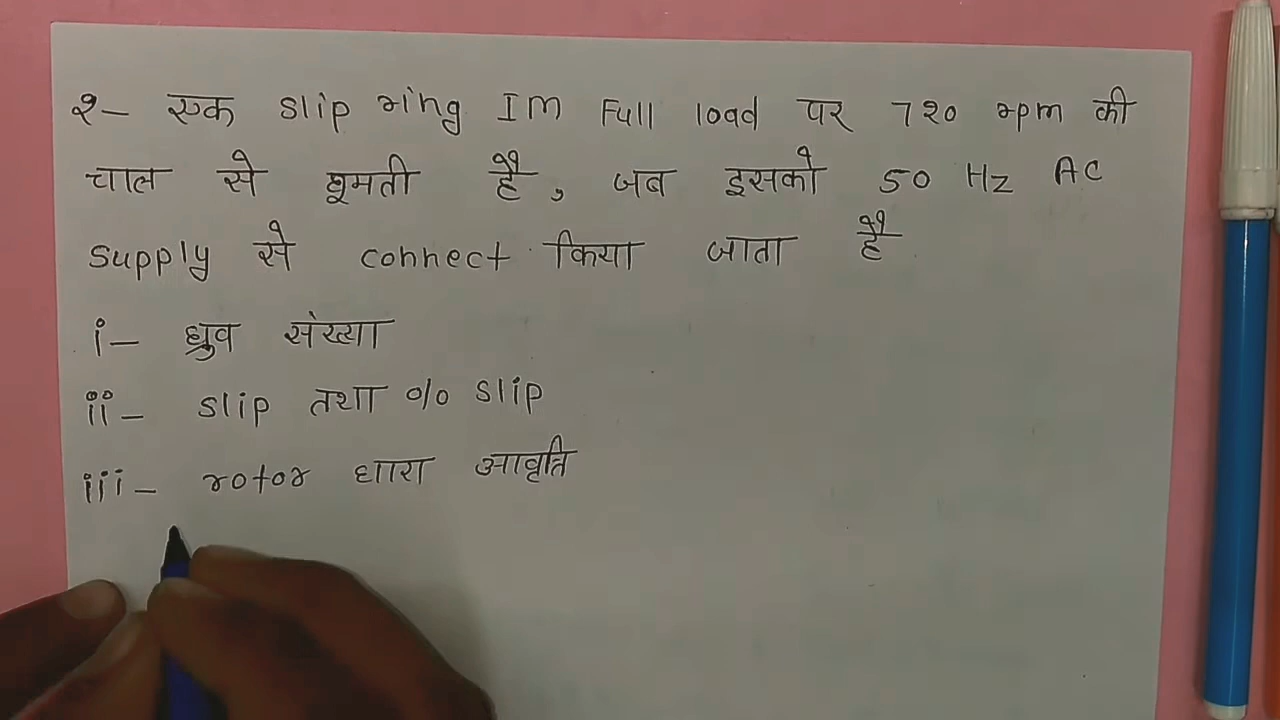 २- एक slip ring IM Full load पर 720 rpm की
चाल से घूमती है, जब इसको 50 Hz AC
supply से connect किया जाता है
i- ध्रुव संख्या
ii- slip तथा % slip
iii- rotor धारा आवृति